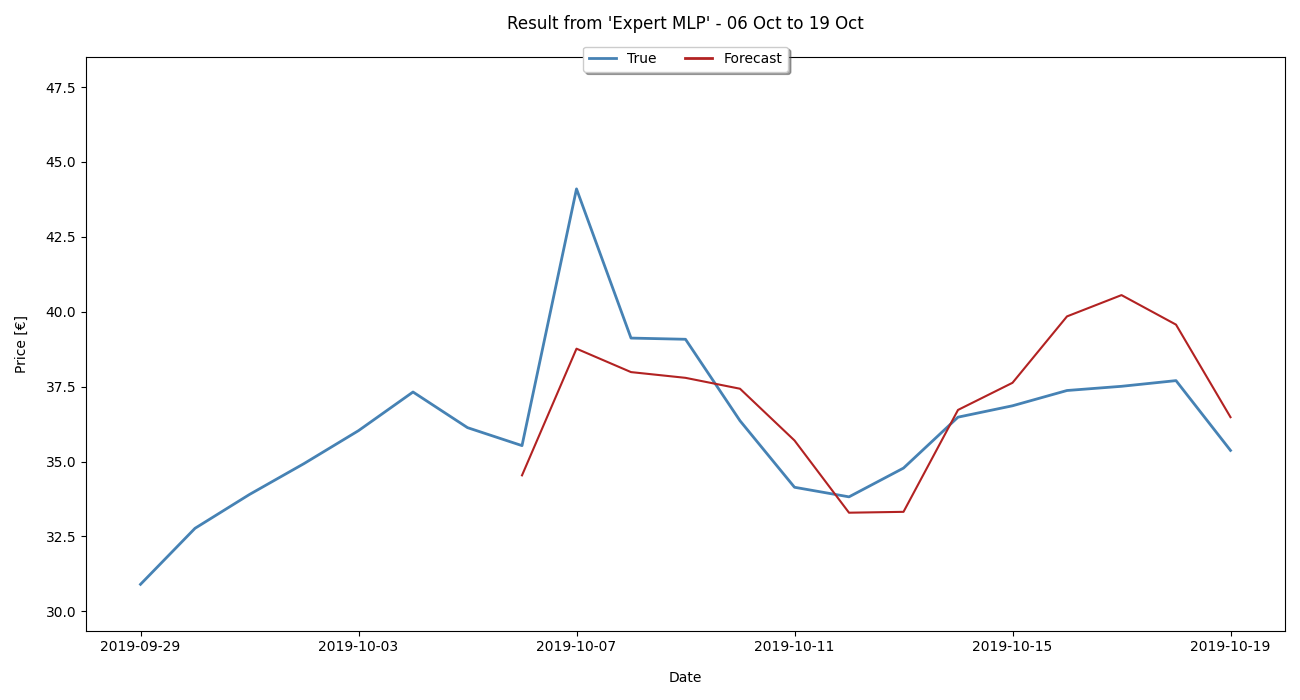 Result from 'Expert MLP' - 06 Oct to 19 Oct
True
Forecast
47.5
45.0
42.5
40.0
37.5
35.0
32.5
30.0
Price [€]
2019-09-29
2019-10-03
2019-10-07
2019-10-11
2019-10-15
2019-10-19
Date